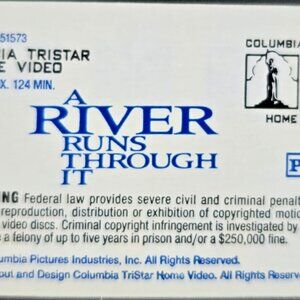 51573
COLUMBIA
IA TRISTAR
E VIDEO
X. 124 MIN.
HOME
A
RIVER
RUNS
THROUGH
IT
P
NG Federal law provides severe civil and criminal penalt
reproduction, distribution or exhibition of copyrighted motio
video discs. Criminal copyright infringement is investigated by
e a felony of up to five years in prison and/or a $250,000 fine.
umbia Pictures Industries, Inc. All Rights Reserved.
out and Design Columbia TriStar Home Video. All Rights Reserve